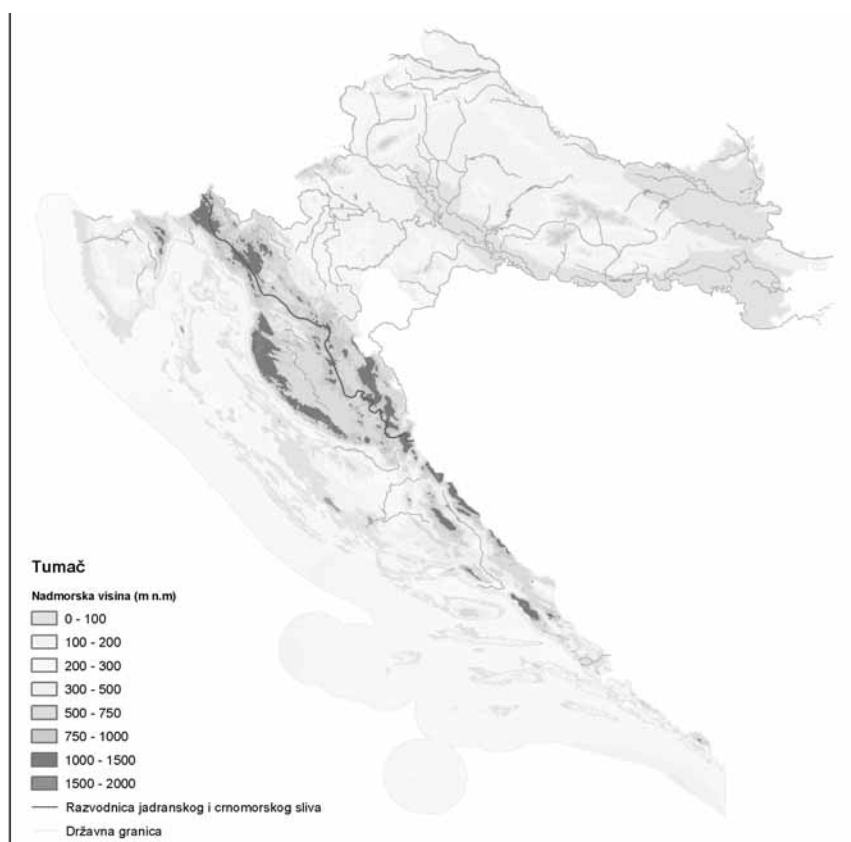 Tumač
Nadmorska visina (m n.m)
0 - 100
100 - 200
200 - 300
300 - 500
500 - 750
750 - 1000
1000 - 1500
1500 - 2000
Razvodnica jadranskog i crnomorskog sliva
Državna granica